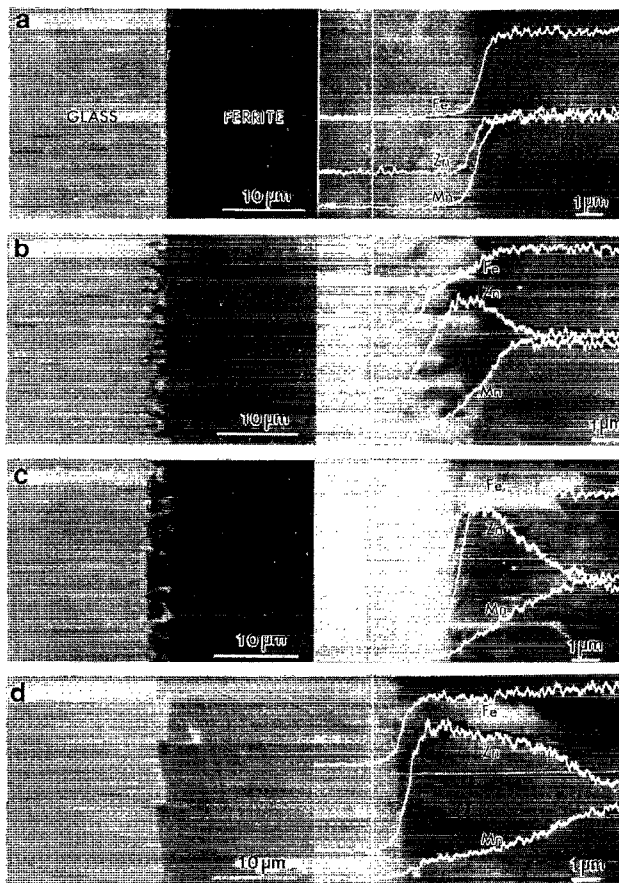 a
GLASS FERRITE
Fe
Zn
Mn
10 µm 1 µm
b
Fe
Zn
Mn
10 µm 1 µm
c
Fe
Zn
Mn
10 µm 1 µm
d
Fe
Zn
Mn
10 µm 1 µm